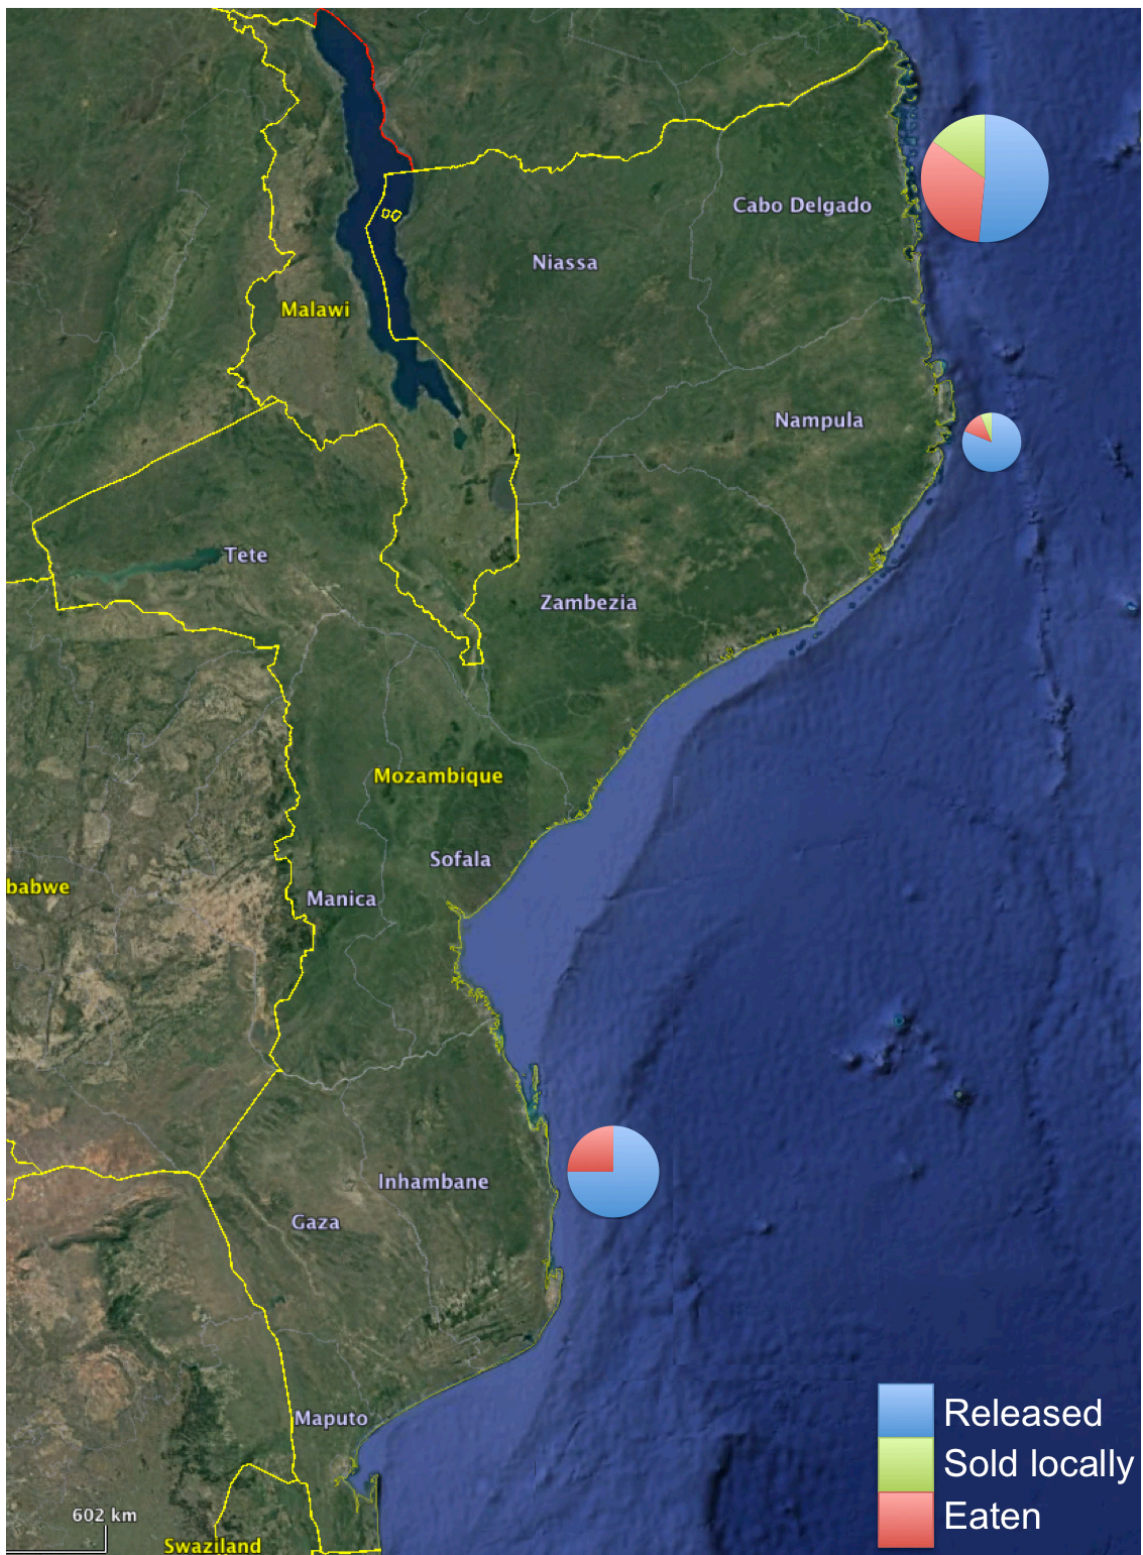 Cabo Delgado
Niassa
Malawi
Nampula
Tete
Zambezia
Mozambique
Sofala
babwe
Manica
Inhambane
Gaza
Released
Maputo
Sold locally
602 km
Eaten
Swaziland